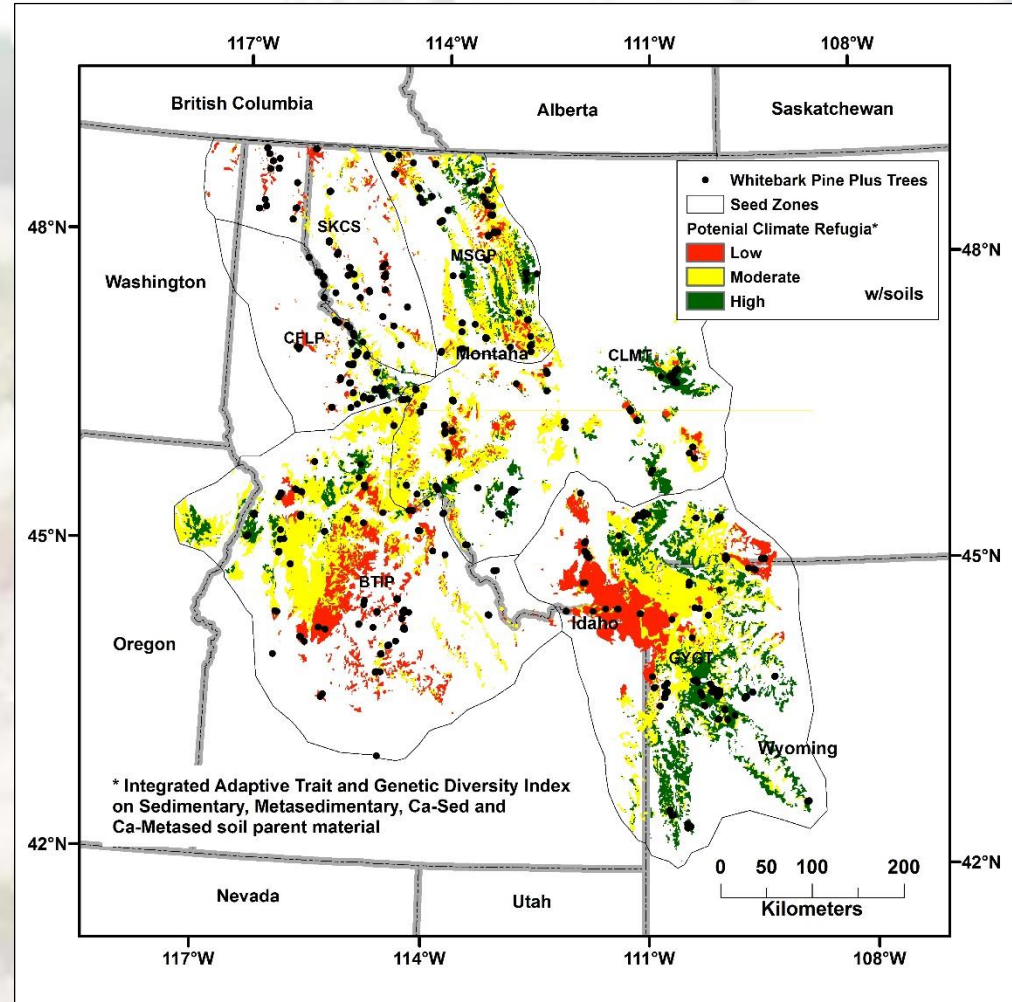 117°W 114°W 111°W 108°W
British Columbia
Alberta
Saskatchewan
Whitebark Pine Plus Trees
Seed Zones
Potenial Climate Refugia*
Low
Moderate
High
w/soils
48°N
48°N
SKCS
MSGP
Washington
CFLP
Montana
CLMT
45°N
45°N
BTIP
Oregon
Idaho
GYGT
Wyoming
* Integrated Adaptive Trait and Genetic Diversity Index
on Sedimentary, Metasedimentary, Ca-Sed and
Ca-Metased soil parent material
42°N
42°N
0 50 100 200
Kilometers
Nevada
Utah
117°W 114°W 111°W 108°W